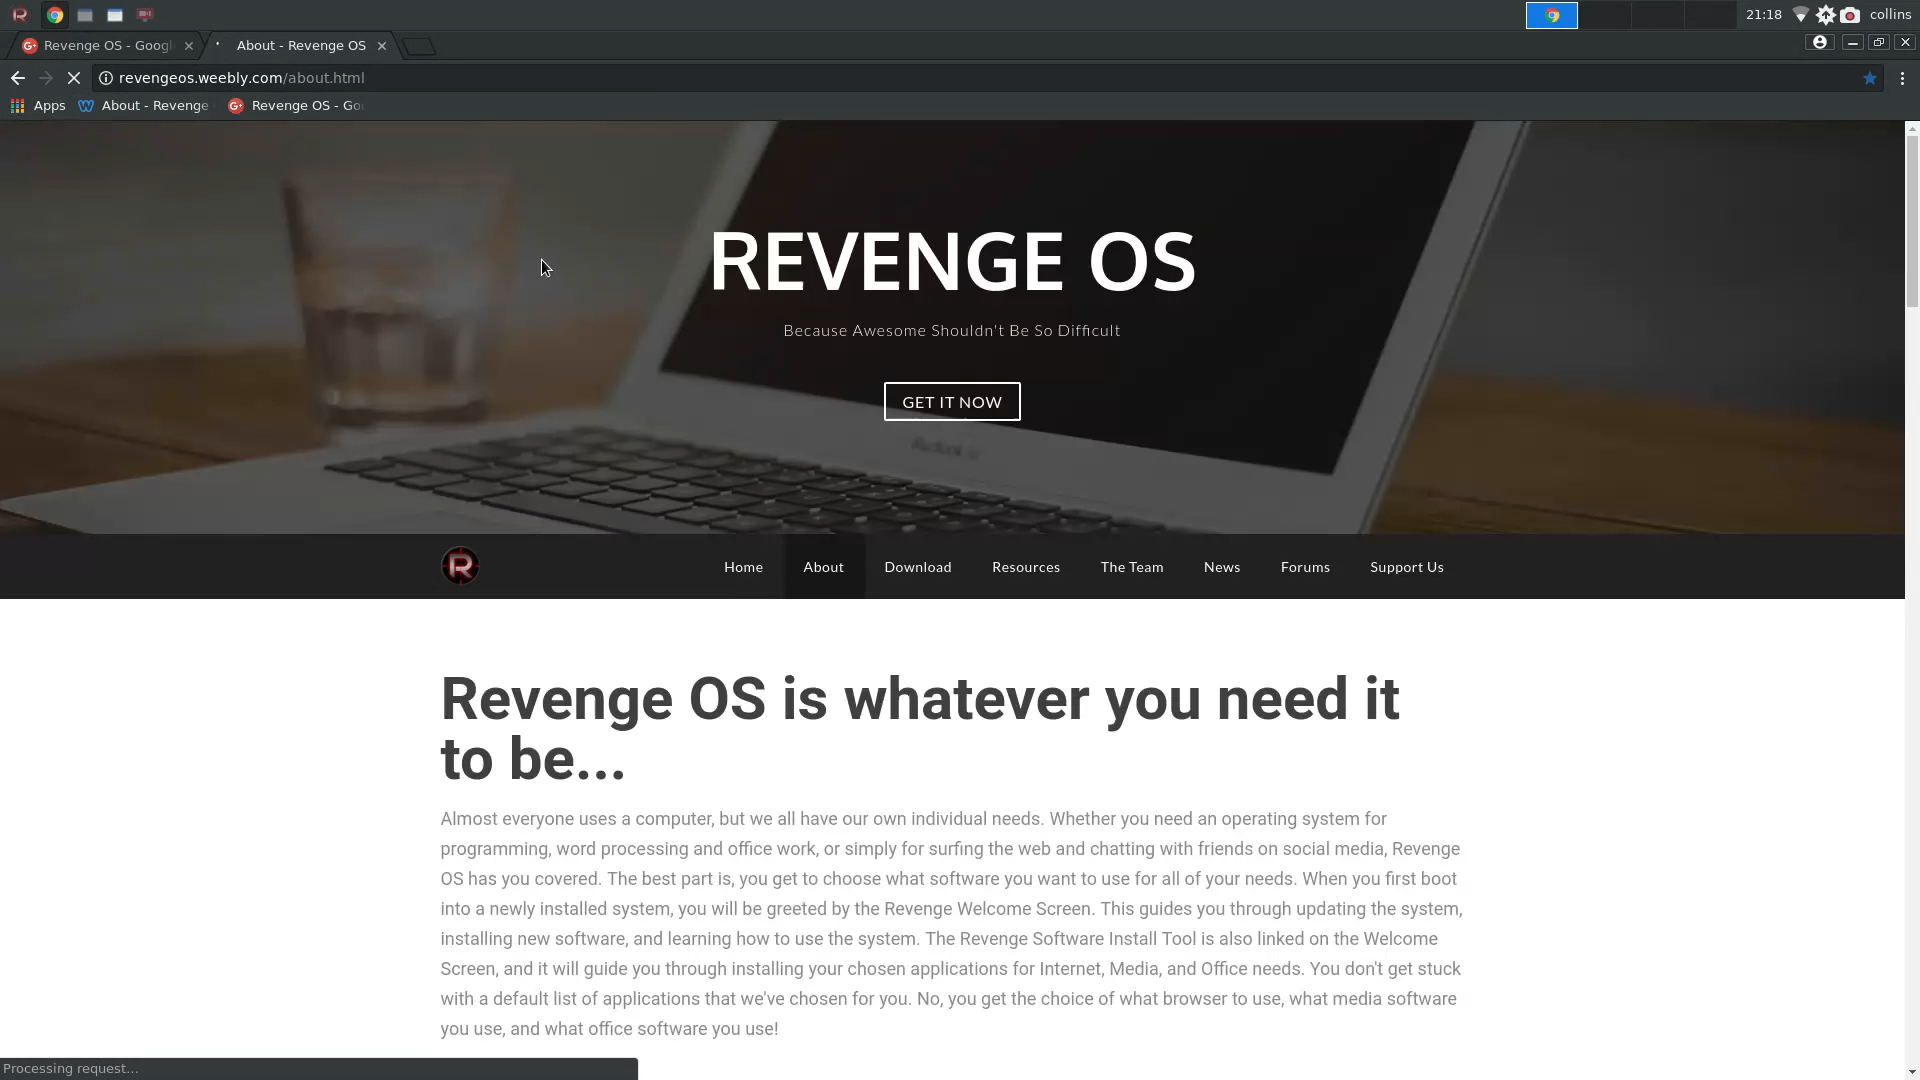 21:18 collins
Revenge OS - Googl
About - Revenge OS
revengeos.weebly.com/about.html
Apps About - Revenge Revenge OS - Go
REVENGE OS
Because Awesome Shouldn't Be So Difficult
GET IT NOW
R Home About Download Resources The Team News Forums Support Us
Revenge OS is whatever you need it
to be...
Almost everyone uses a computer, but we all have our own individual needs. Whether you need an operating system for
programming, word processing and office work, or simply for surfing the web and chatting with friends on social media, Revenge
OS has you covered. The best part is, you get to choose what software you want to use for all of your needs. When you first boot
into a newly installed system, you will be greeted by the Revenge Welcome Screen. This guides you through updating the system,
installing new software, and learning how to use the system. The Revenge Software Install Tool is also linked on the Welcome
Screen, and it will guide you through installing your chosen applications for Internet, Media, and Office needs. You don't get stuck
with a default list of applications that we've chosen for you. No, you get the choice of what browser to use, what media software
you use, and what office software you use!
Processing request...